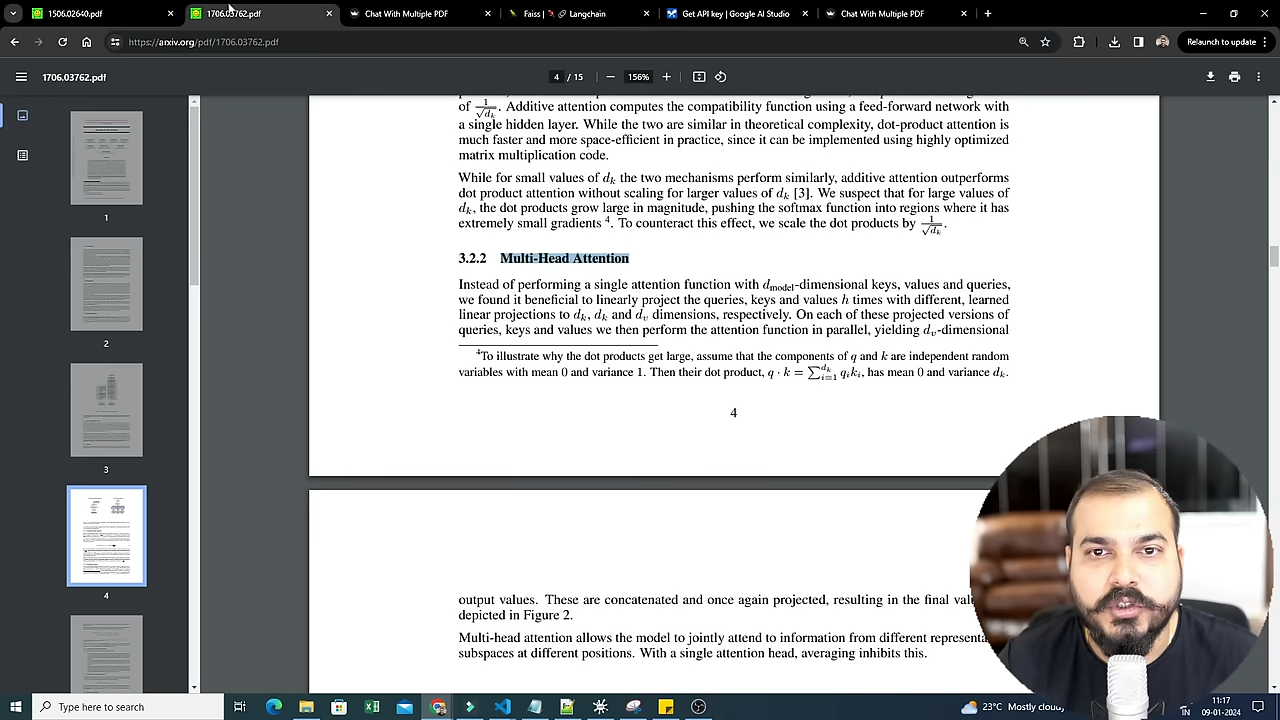 1506.02640.pdf
1706.03762.pdf
Chat With Multiple PDF
Faiss | Langchain
Get API key | Google AI Studio
Chat With Multiple PDF
https://arxiv.org/pdf/1706.03762.pdf
Relaunch to update
1706.03762.pdf
4 / 15
156%
of 1/√dk. Additive attention computes the compatibility function using a feed-forward network with
a single hidden layer. While the two are similar in theoretical complexity, dot-product attention is
much faster and more space-efficient in practice, since it can be implemented using highly optimized
matrix multiplication code.
While for small values of dk the two mechanisms perform similarly, additive attention outperforms
dot product attention without scaling for larger values of dk [3]. We suspect that for large values of
dk, the dot products grow large in magnitude, pushing the softmax function into regions where it has
extremely small gradients 4. To counteract this effect, we scale the dot products by 1/√dk.
3.2.2 Multi-Head Attention
Instead of performing a single attention function with dmodel-dimensional keys, values and queries,
we found it beneficial to linearly project the queries, keys and values h times with different, learned
linear projections to dk, dk and dv dimensions, respectively. On each of these projected versions of
queries, keys and values we then perform the attention function in parallel, yielding dv-dimensional
4To illustrate why the dot products get large, assume that the components of q and k are independent random
variables with mean 0 and variance 1. Then their dot product, q · k = ∑i=1^dk qiki, has mean 0 and variance dk.
4
output values. These are concatenated and once again projected, resulting in the final
depicted in Figure 2.
Multi-head attention allows the model to jointly attend to information from different
subspaces at different positions. With a single attention head, averaging inhibits this.
1
2
3
4
Type here to search
23°C Mostly cloudy
IN
11:17
09-01-2024